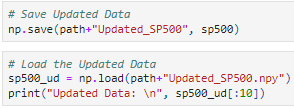 # Save Updated Data
np.save(path+"Updated_SP500", sp500)
# Load the Updated Data
sp500_ud = np.load(path+"Updated_SP500.npy")
print("Updated Data: \n", sp500_ud[:10])